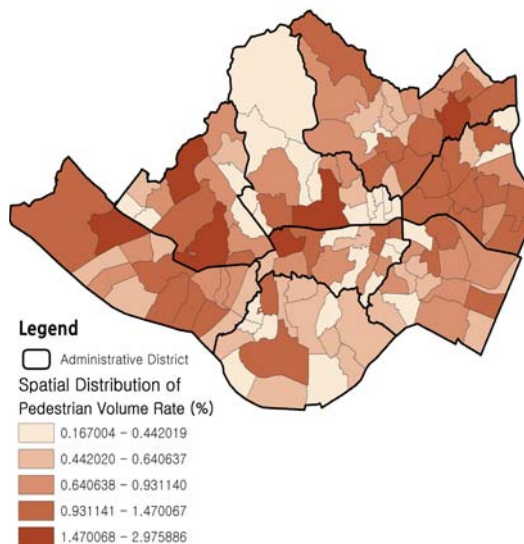 Legend
Administrative District
Spatial Distribution of
Pedestrian Volume Rate (%)
0.167004 - 0.442019
0.442020 - 0.640637
0.640638 - 0.931140
0.931141 - 1.470067
1.470068 - 2.975886